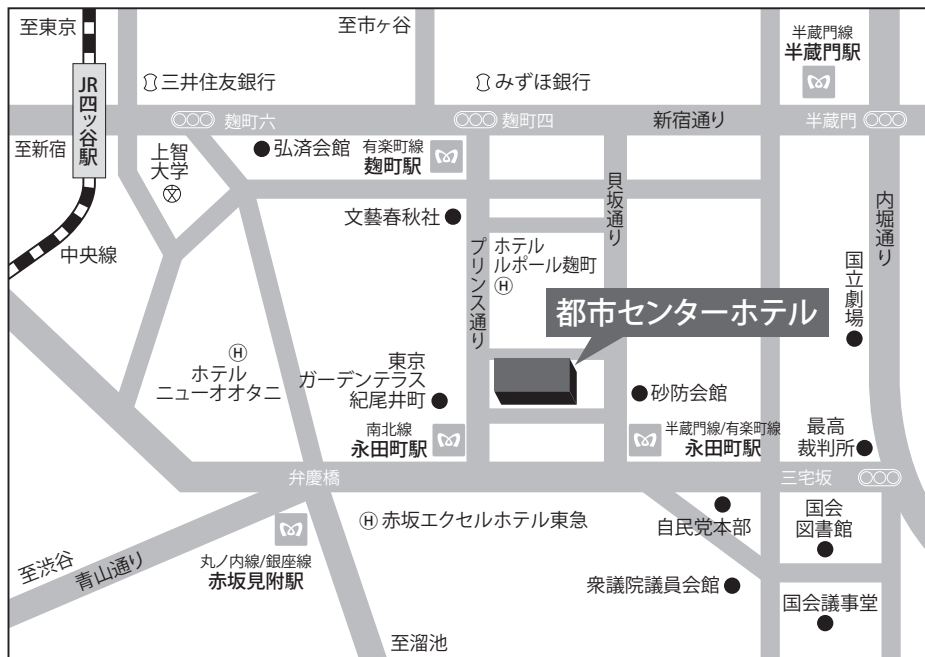 至東京
至市ヶ谷
半蔵門線
半蔵門駅
JR四ッ谷駅
三井住友銀行
みずほ銀行
麹町六
麹町四
新宿通り
半蔵門
至新宿
上智
大学
文
弘済会館
有楽町線
麹町駅
貝坂通り
内堀通り
文藝春秋社
中央線
プリンス通り
ホテル
ルポール麹町
H
国立劇場
都市センターホテル
H
ホテル
ニューオオタニ
東京
ガーデンテラス
紀尾井町
砂防会館
南北線
永田町駅
半蔵門線/有楽町線
永田町駅
最高
裁判所
弁慶橋
三宅坂
H 赤坂エクセルホテル東急
自民党本部
国会
図書館
至渋谷
青山通り
丸ノ内線/銀座線
赤坂見附駅
衆議院議員会館
国会議事堂
至溜池